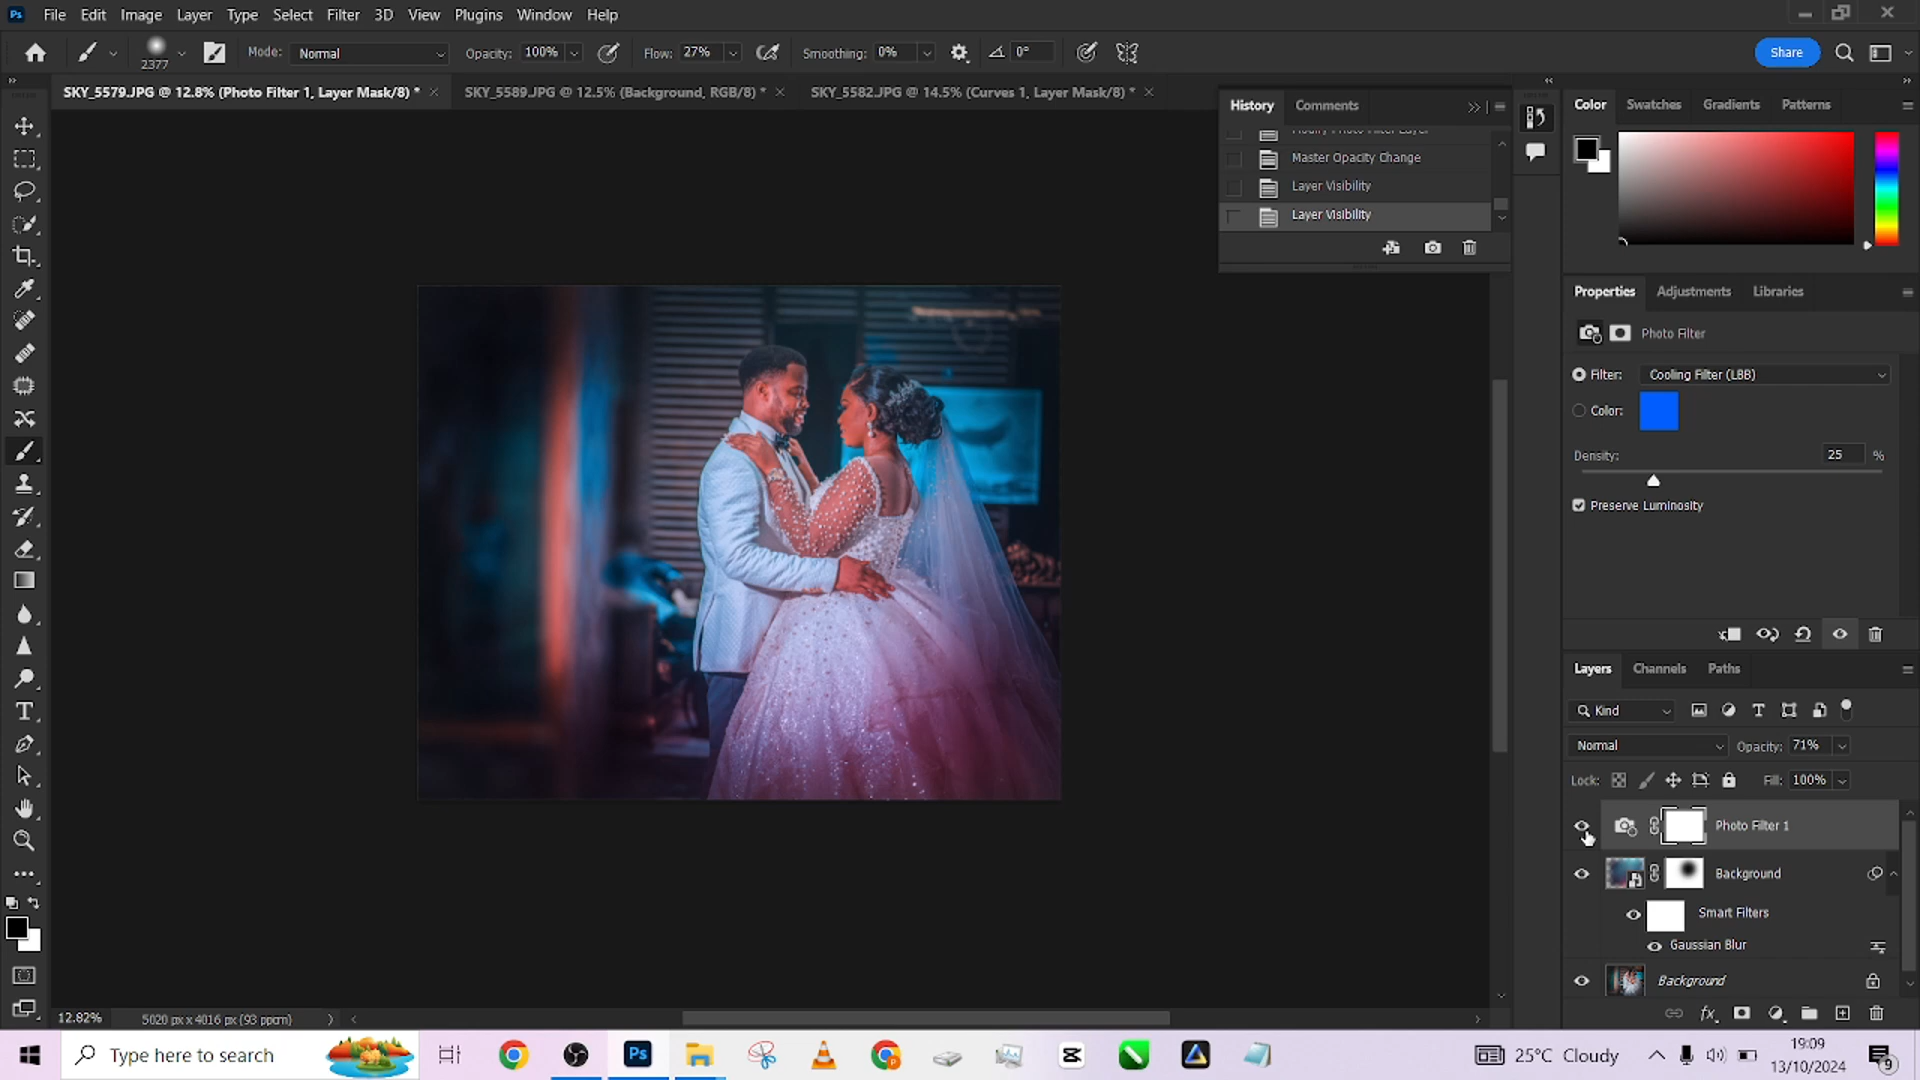 File Edit Image Layer Type Select Filter 3D View Plugins Window Help
2377 Mode: Normal Opacity: 100% Flow: 27% Smoothing: 0% 0° Share
SKY_5579.JPG @ 12.8% (Photo Filter 1, Layer Mask/8) * SKY_5589.JPG @ 12.5% (Background, RGB/8) * SKY_5582.JPG @ 14.5% (Curves 1, Layer Mask/8) *
History Comments
Modify Photo Filter Layer
Master Opacity Change
Layer Visibility
Layer Visibility
Color Swatches Gradients Patterns
Properties Adjustments Libraries
Photo Filter
Filter: Cooling Filter (LBB)
Color:
Density: 25 %
Preserve Luminosity
Layers Channels Paths
Kind
Normal Opacity: 71%
Lock: Fill: 100%
Photo Filter 1
Background
Smart Filters
Gaussian Blur
Background
12.82% 5020 px x 4016 px (93 ppcm)
Type here to search
25°C Cloudy
19:09
13/10/2024
9